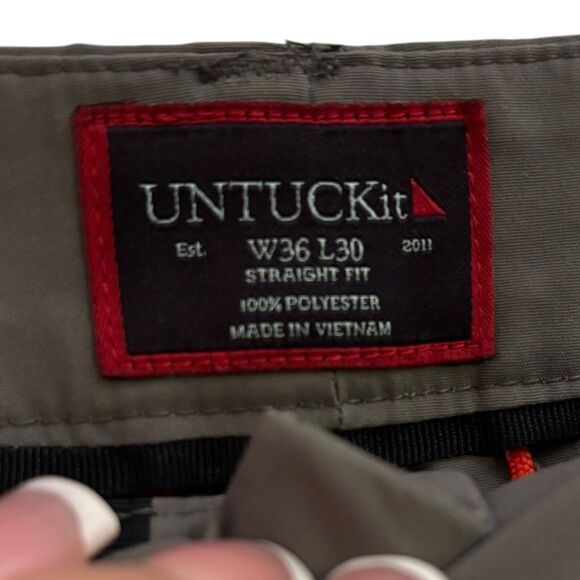 UNTUCKit
Est. W36 L30 2011
STRAIGHT FIT
100% POLYESTER
MADE IN VIETNAM